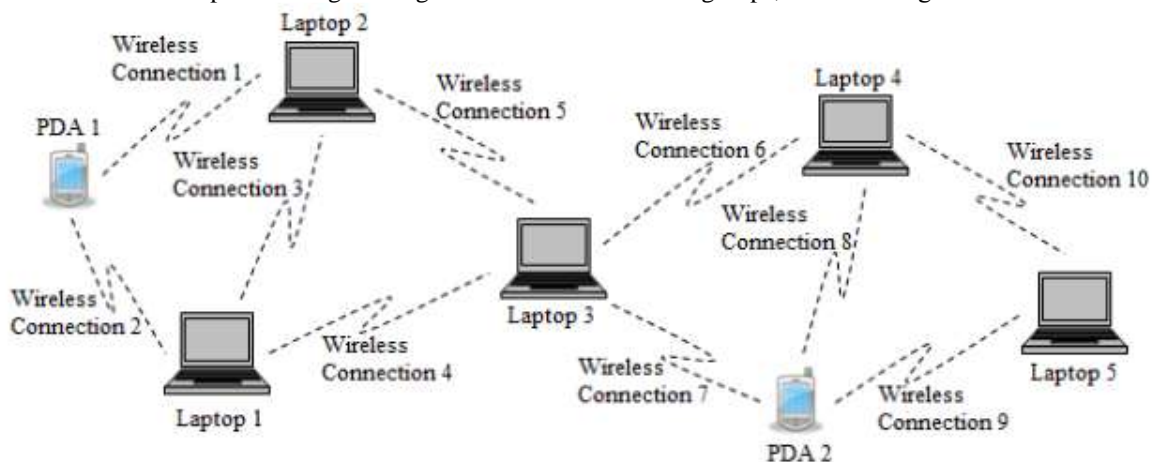 Laptop 2
Wireless
Connection 1
Wireless
Connection 5
Laptop 4
PDA 1
Wireless
Connection 3
Wireless
Connection 6
Wireless
Connection 10
Wireless
Connection 8
Wireless
Connection 2
Laptop 3
Wireless
Connection 4
Wireless
Connection 7
Laptop 5
Wireless
Connection 9
Laptop 1
PDA 2